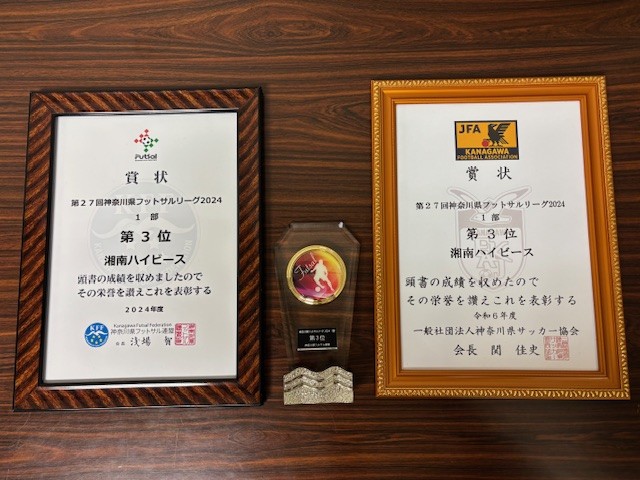 Futsal
賞状
第27回神奈川県フットサルリーグ2024
1部
第3位
湘南ハイピース
頭書の成績を収めましたので
その栄誉を讃えこれを表彰する
2024年度
KFF
Kanagawa Futsal Federation
神奈川県フットサル連盟
Futsal
第3位
JFA
KANAGAWA
FOOTBALL ASSOCIATION
賞状
第27回神奈川県フットサルリーグ2024
1部
第3位
湘南ハイピース
頭書の成績を収めたので
その栄誉を讃えこれを表彰する
令和6年度
一般社団法人神奈川県サッカー協会
会長 関 佳史